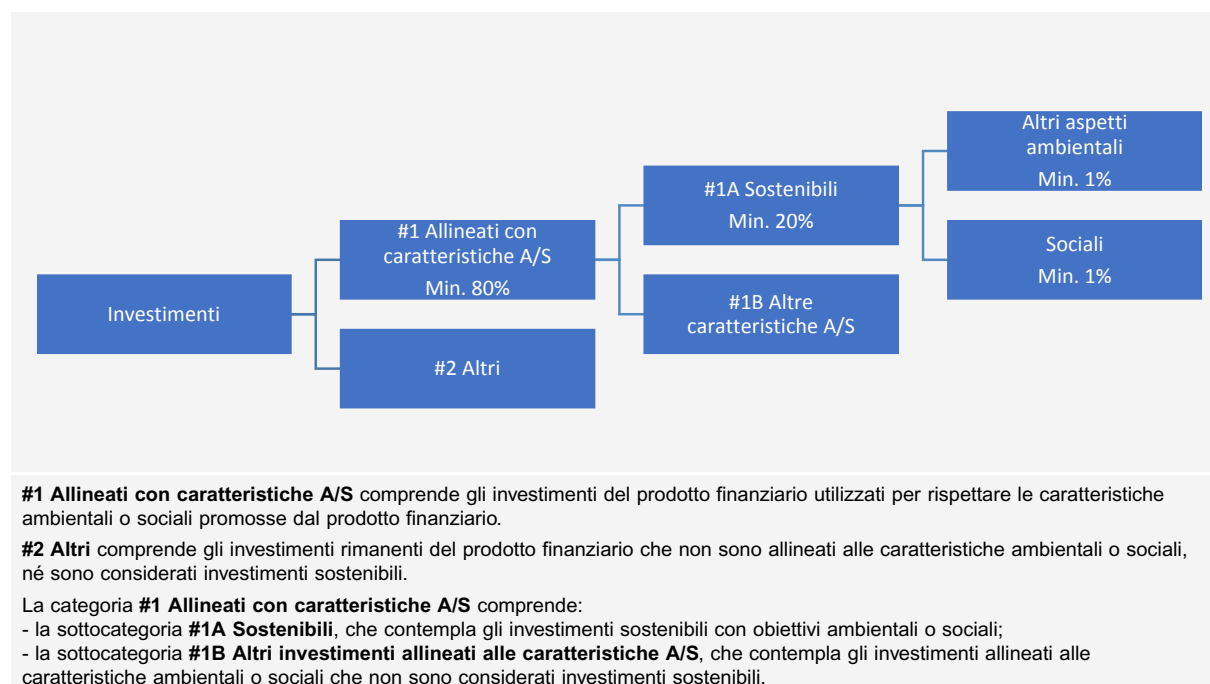 Altri aspetti
ambientali
Min. 1%
#1A Sostenibili
Min. 20%
#1 Allineati con
caratteristiche A/S
Min. 80%
Sociali
Min. 1%
Investimenti
#1B Altre
caratteristiche A/S
#2 Altri
#1 Allineati con caratteristiche A/S comprende gli investimenti del prodotto finanziario utilizzati per rispettare le caratteristiche
ambientali o sociali promosse dal prodotto finanziario.
#2 Altri comprende gli investimenti rimanenti del prodotto finanziario che non sono allineati alle caratteristiche ambientali o sociali,
né sono considerati investimenti sostenibili.
La categoria #1 Allineati con caratteristiche A/S comprende:
- la sottocategoria #1A Sostenibili, che contempla gli investimenti sostenibili con obiettivi ambientali o sociali;
- la sottocategoria #1B Altri investimenti allineati alle caratteristiche A/S, che contempla gli investimenti allineati alle
caratteristiche ambientali o sociali che non sono considerati investimenti sostenibili.